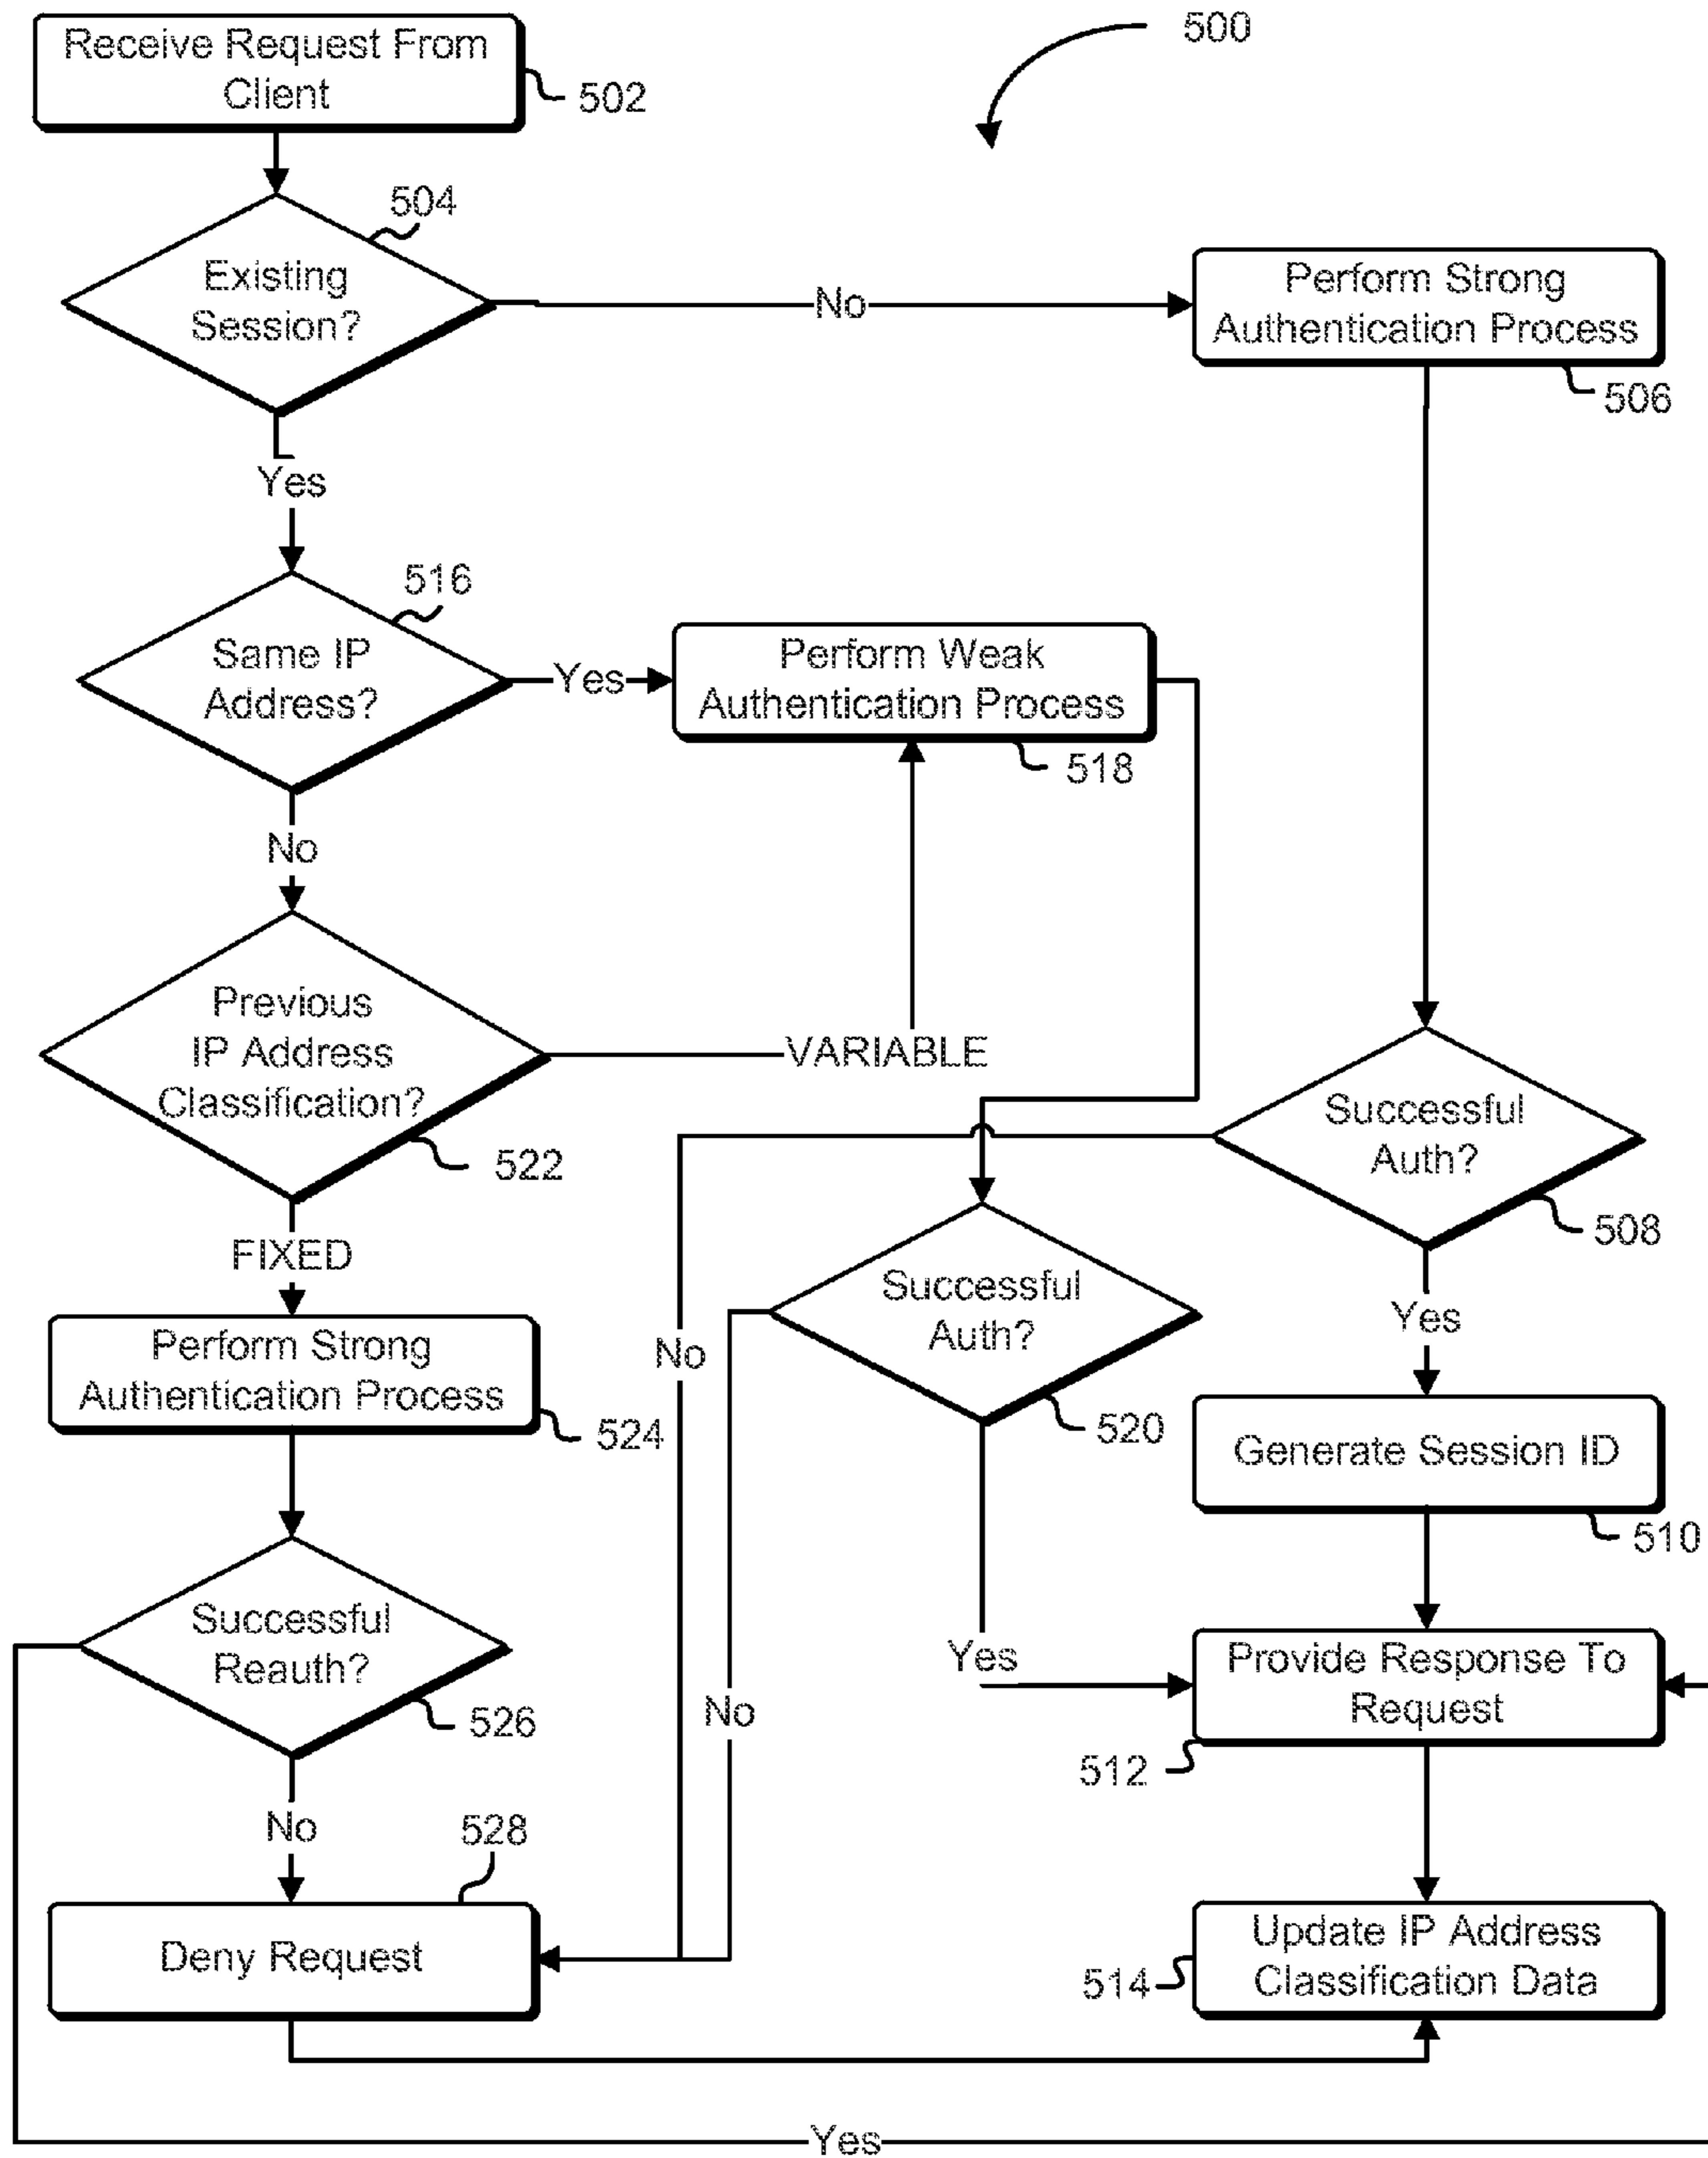 Receive Request From
Client
502
500
504
Existing
Session?
No
Perform Strong
Authentication Process
506
Yes
516
Same IP
Address?
Yes
Perform Weak
Authentication Process
518
No
Previous
IP Address
Classification?
VARIABLE
522
Successful
Auth?
508
FIXED
Successful
Auth?
520
No
Yes
Perform Strong
Authentication Process
524
Generate Session ID
510
Successful
Reauth?
526
Yes
No
Provide Response To
Request
512
No
528
Deny Request
Update IP Address
Classification Data
514
Yes